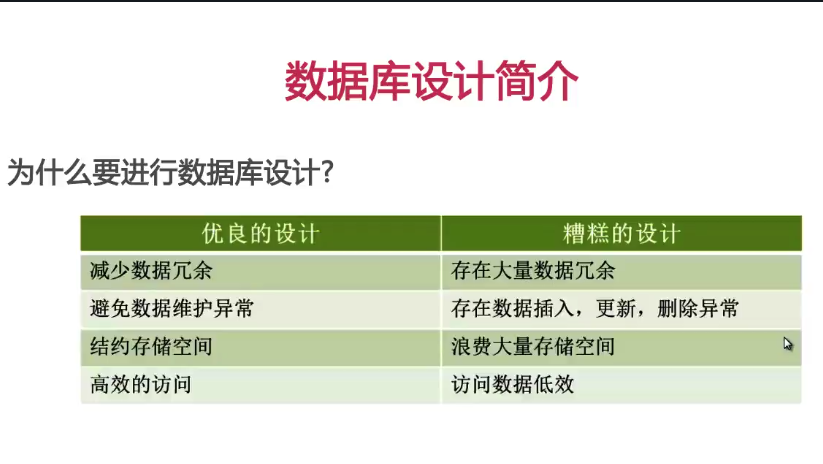 数据库设计简介
为什么要进行数据库设计?
优良的设计 糟糕的设计
减少数据冗余 存在大量数据冗余
避免数据维护异常 存在数据插入，更新，删除异常
结约存储空间 浪费大量存储空间
高效的访问 访问数据低效